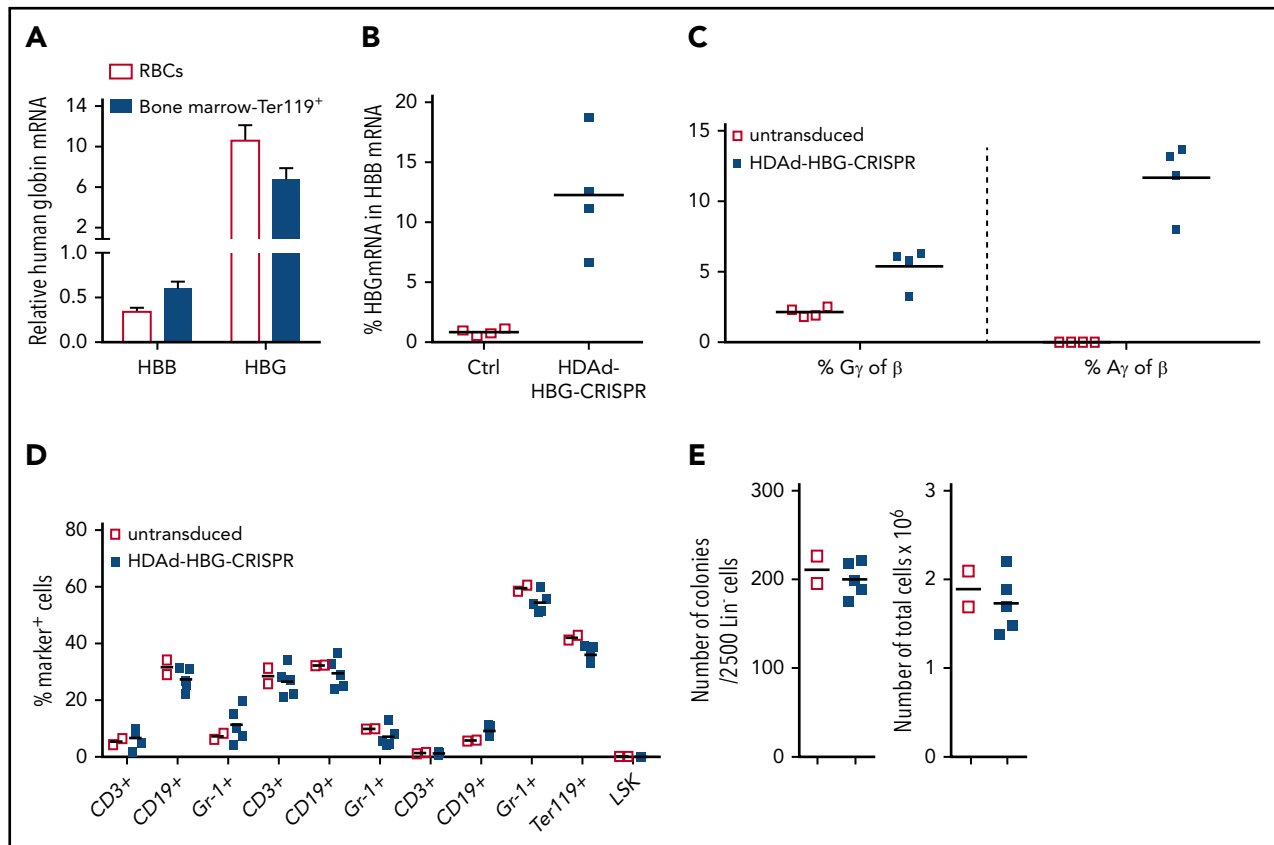 A
RBCs
Bone marrow-Ter119+
Relative human globin mRNA
14
10
6
2
1.0
0.5
0.0
HBB
HBG
B
% HBGmRNA in HBB mRNA
20
15
10
5
0
Ctrl
HDAd-
HBG-CRISPR
C
untransduced
HDAd-HBG-CRISPR
15
10
5
0
% Gγ of β
% Aγ of β
D
untransduced
HDAd-HBG-CRISPR
% marker+ cells
80
60
40
20
0
CD3+
CD19+
Gr-1+
CD3+
CD19+
Gr-1+
CD3+
CD19+
Gr-1+
Ter119+
LSK
E
Number of colonies
/2500 Lin- cells
300
200
100
0
Number of total cells x 10⁶
3
2
1
0